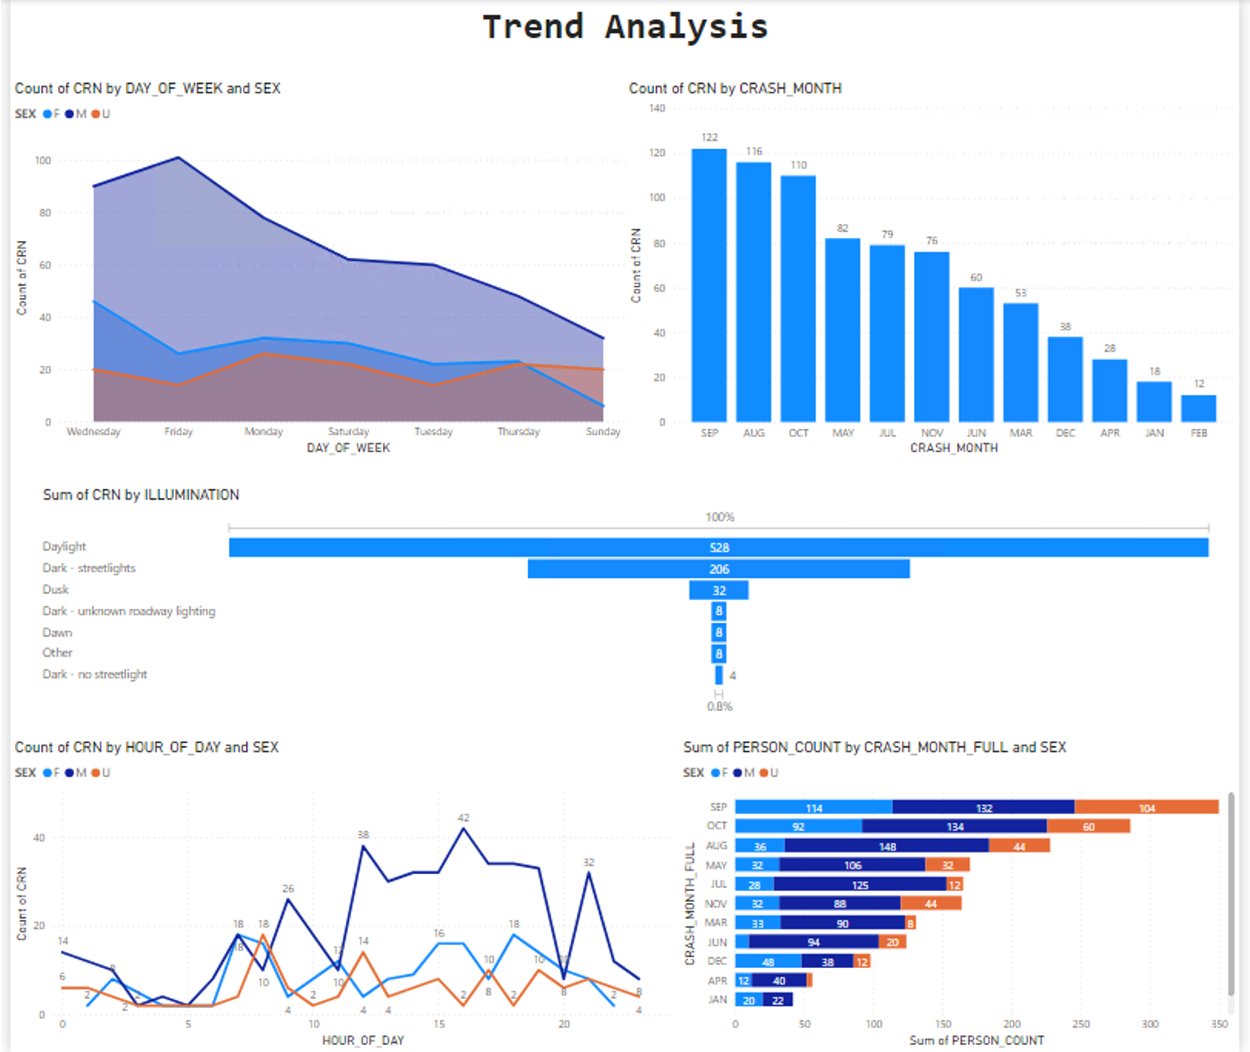 Trend Analysis
Count of CRN by DAY_OF_WEEK and SEX
SEX F M U
100
80
60
40
20
0
Count of CRN
Wednesday Friday Monday Saturday Tuesday Thursday Sunday
DAY_OF_WEEK
Count of CRN by CRASH_MONTH
140
120
100
80
60
40
20
0
Count of CRN
122 116 110 82 79 76 60 53 38 28 18 12
SEP AUG OCT MAY JUL NOV JUN MAR DEC APR JAN FEB
CRASH_MONTH
Sum of CRN by ILLUMINATION
100%
Daylight 528
Dark - streetlights 206
Dusk 32
Dark - unknown roadway lighting 8
Dawn 8
Other 8
Dark - no streetlight 4
0.8%
Count of CRN by HOUR_OF_DAY and SEX
SEX F M U
40
20
0
Count of CRN
14 6 2 8 2 2 18 18 18 10 26 4 2 12 10 38 14 4 4 16 42 2 10 8 18 2 10 10 8 32 2 8 4
0 5 10 15 20
HOUR_OF_DAY
Sum of PERSON_COUNT by CRASH_MONTH_FULL and SEX
SEX F M U
CRASH_MONTH_FULL
SEP 114 132 104
OCT 92 134 60
AUG 36 148 44
MAY 32 106 32
JUL 28 125 12
NOV 32 88 44
MAR 33 90 8
JUN 94 20
DEC 48 38 12
APR 12 40
JAN 20 22
0 50 100 150 200 250 300 350
Sum of PERSON_COUNT